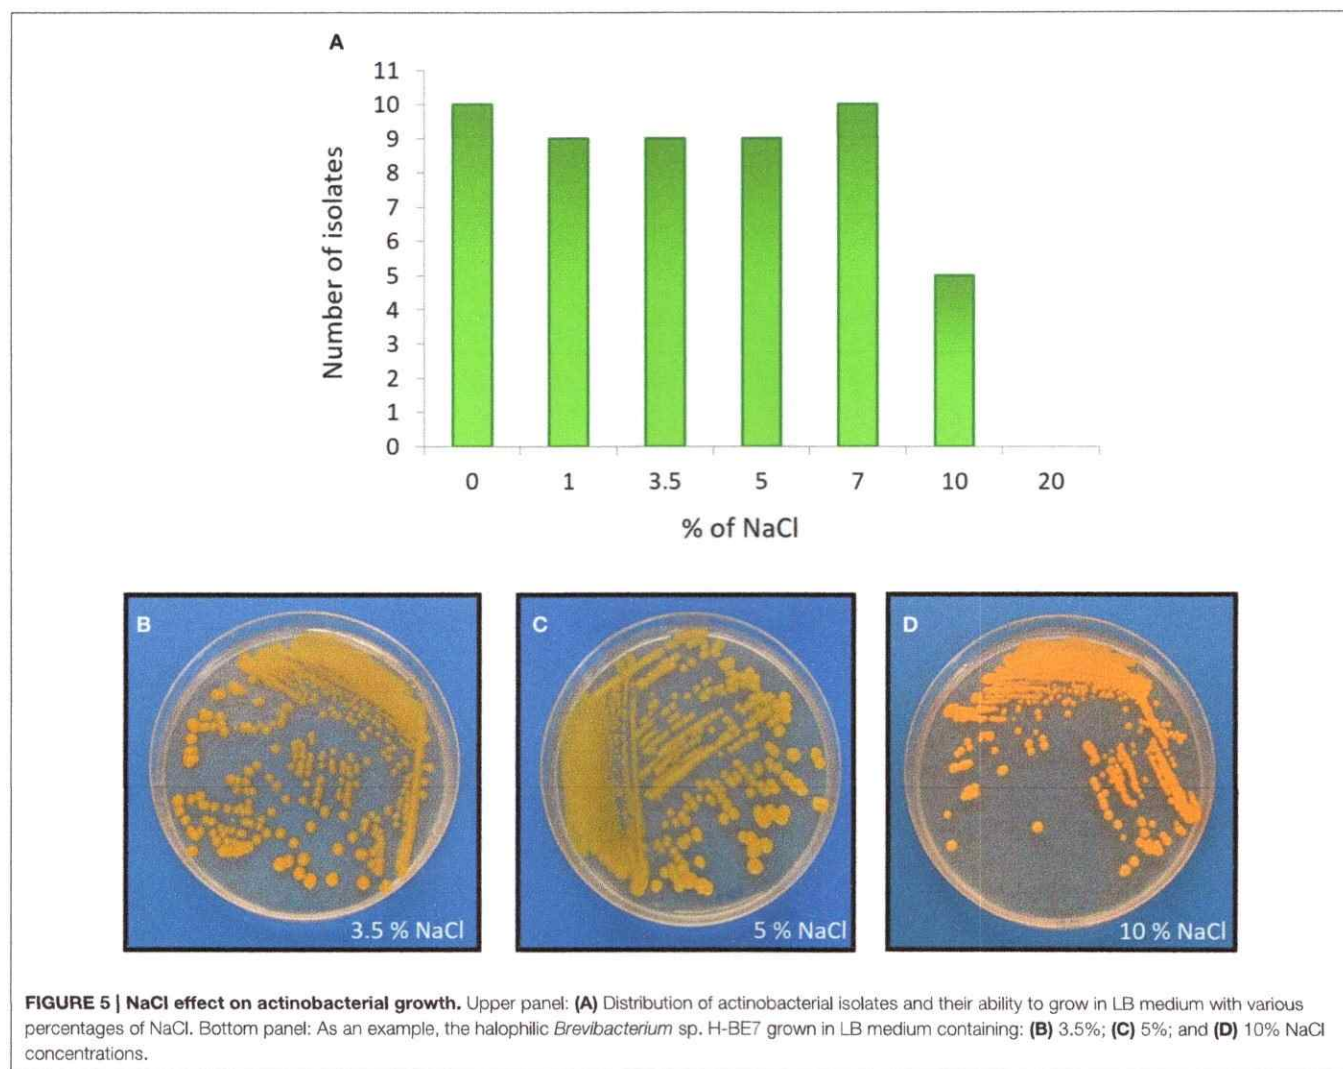 A
11
10
9
8
7
6
5
4
3
2
1
0
Number of isolates
0 1 3.5 5 7 10 20
% of NaCl
B
3.5 % NaCl
C
5 % NaCl
D
10 % NaCl
FIGURE 5 | NaCl effect on actinobacterial growth. Upper panel: (A) Distribution of actinobacterial isolates and their ability to grow in LB medium with various
percentages of NaCl. Bottom panel: As an example, the halophilic Brevibacterium sp. H-BE7 grown in LB medium containing: (B) 3.5%; (C) 5%; and (D) 10% NaCl
concentrations.